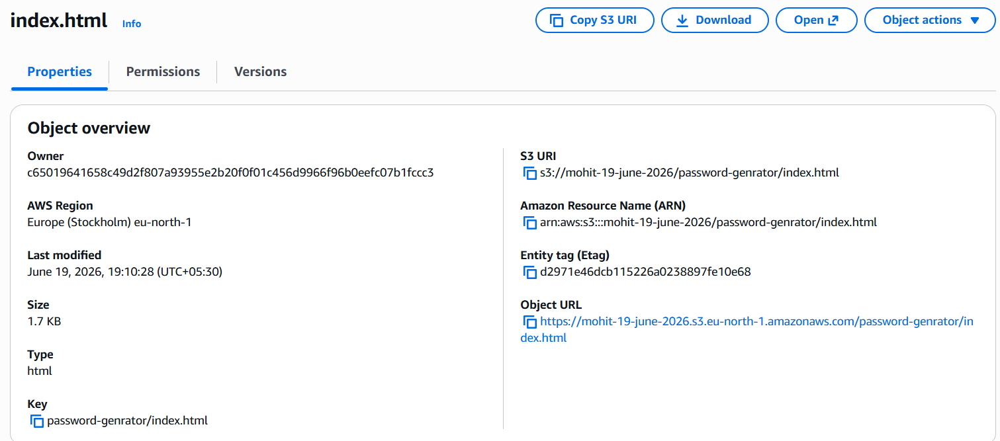 index.html Info
Copy S3 URI
Download
Open
Object actions
Properties
Permissions
Versions
Object overview
Owner
c65019641658c49d2f807a93955e2b20f0f01c456d9966f96b0eefc07b1fccc3
AWS Region
Europe (Stockholm) eu-north-1
Last modified
June 19, 2026, 19:10:28 (UTC+05:30)
Size
1.7 KB
Type
html
Key
password-genrator/index.html
S3 URI
s3://mohit-19-june-2026/password-genrator/index.html
Amazon Resource Name (ARN)
arn:aws:s3:::mohit-19-june-2026/password-genrator/index.html
Entity tag (Etag)
d2971e46dcb115226a0238897fe10e68
Object URL
https://mohit-19-june-2026.s3.eu-north-1.amazonaws.com/password-genrator/in
dex.html